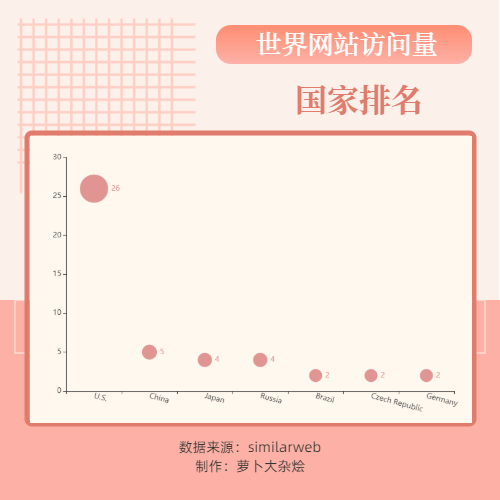 世界网站访问量
国家排名
30
25
20
15
10
5
0
26
5
4
4
2
2
2
U.S,
China
Japan
Russia
Brazil
Czech Republic
Germany
数据来源：similarweb
制作：萝卜大杂烩